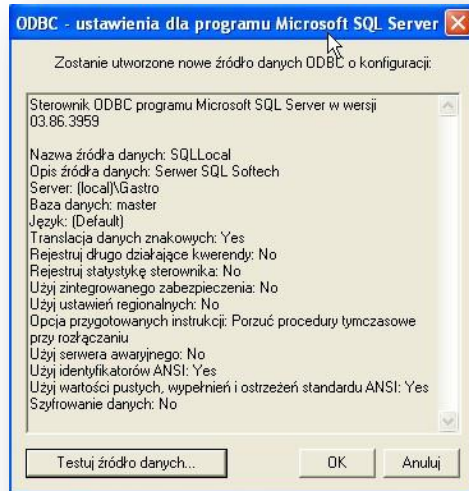 ODBC - ustawienia dla programu Microsoft SQL Server
Zostanie utworzone nowe źródło danych ODBC o konfiguracji:
Sterownik ODBC programu Microsoft SQL Server w wersji
03.86.3959
Nazwa źródła danych: SQLLocal
Opis źródła danych: Serwer SQL Softech
Server: (local)\Gastro
Baza danych: master
Język: (Default)
Translacja danych znakowych: Yes
Rejestruj długo działające kwerendy: No
Rejestruj statystykę sterownika: No
Użyj zintegrowanego zabezpieczenia: No
Użyj ustawień regionalnych: No
Opcja przygotowanych instrukcji: Porzuć procedury tymczasowe
przy rozłączaniu
Użyj serwera awaryjnego: No
Użyj identyfikatorów ANSI: Yes
Użyj wartości pustych, wypełnień i ostrzeżeń standardu ANSI: Yes
Szyfrowanie danych: No
Testuj źródło danych...
OK
Anuluj